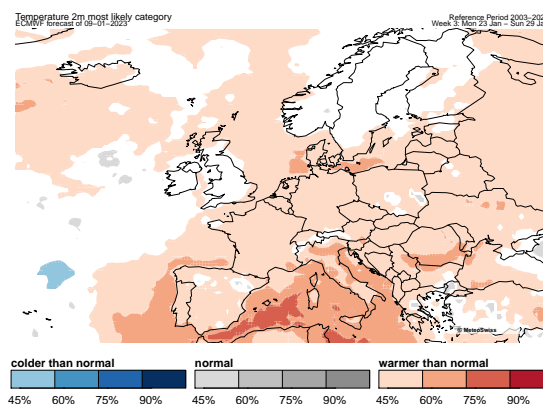 Temperature 2m most likely category
ECMWF forecast of 09-01-2023
Reference Period 2003-202
Week 3: Mon 23 Jan - Sun 29 Ja
© MeteoSwiss
colder than normal normal warmer than normal
45% 60% 75% 90% 45% 60% 75% 90% 45% 60% 75% 90%